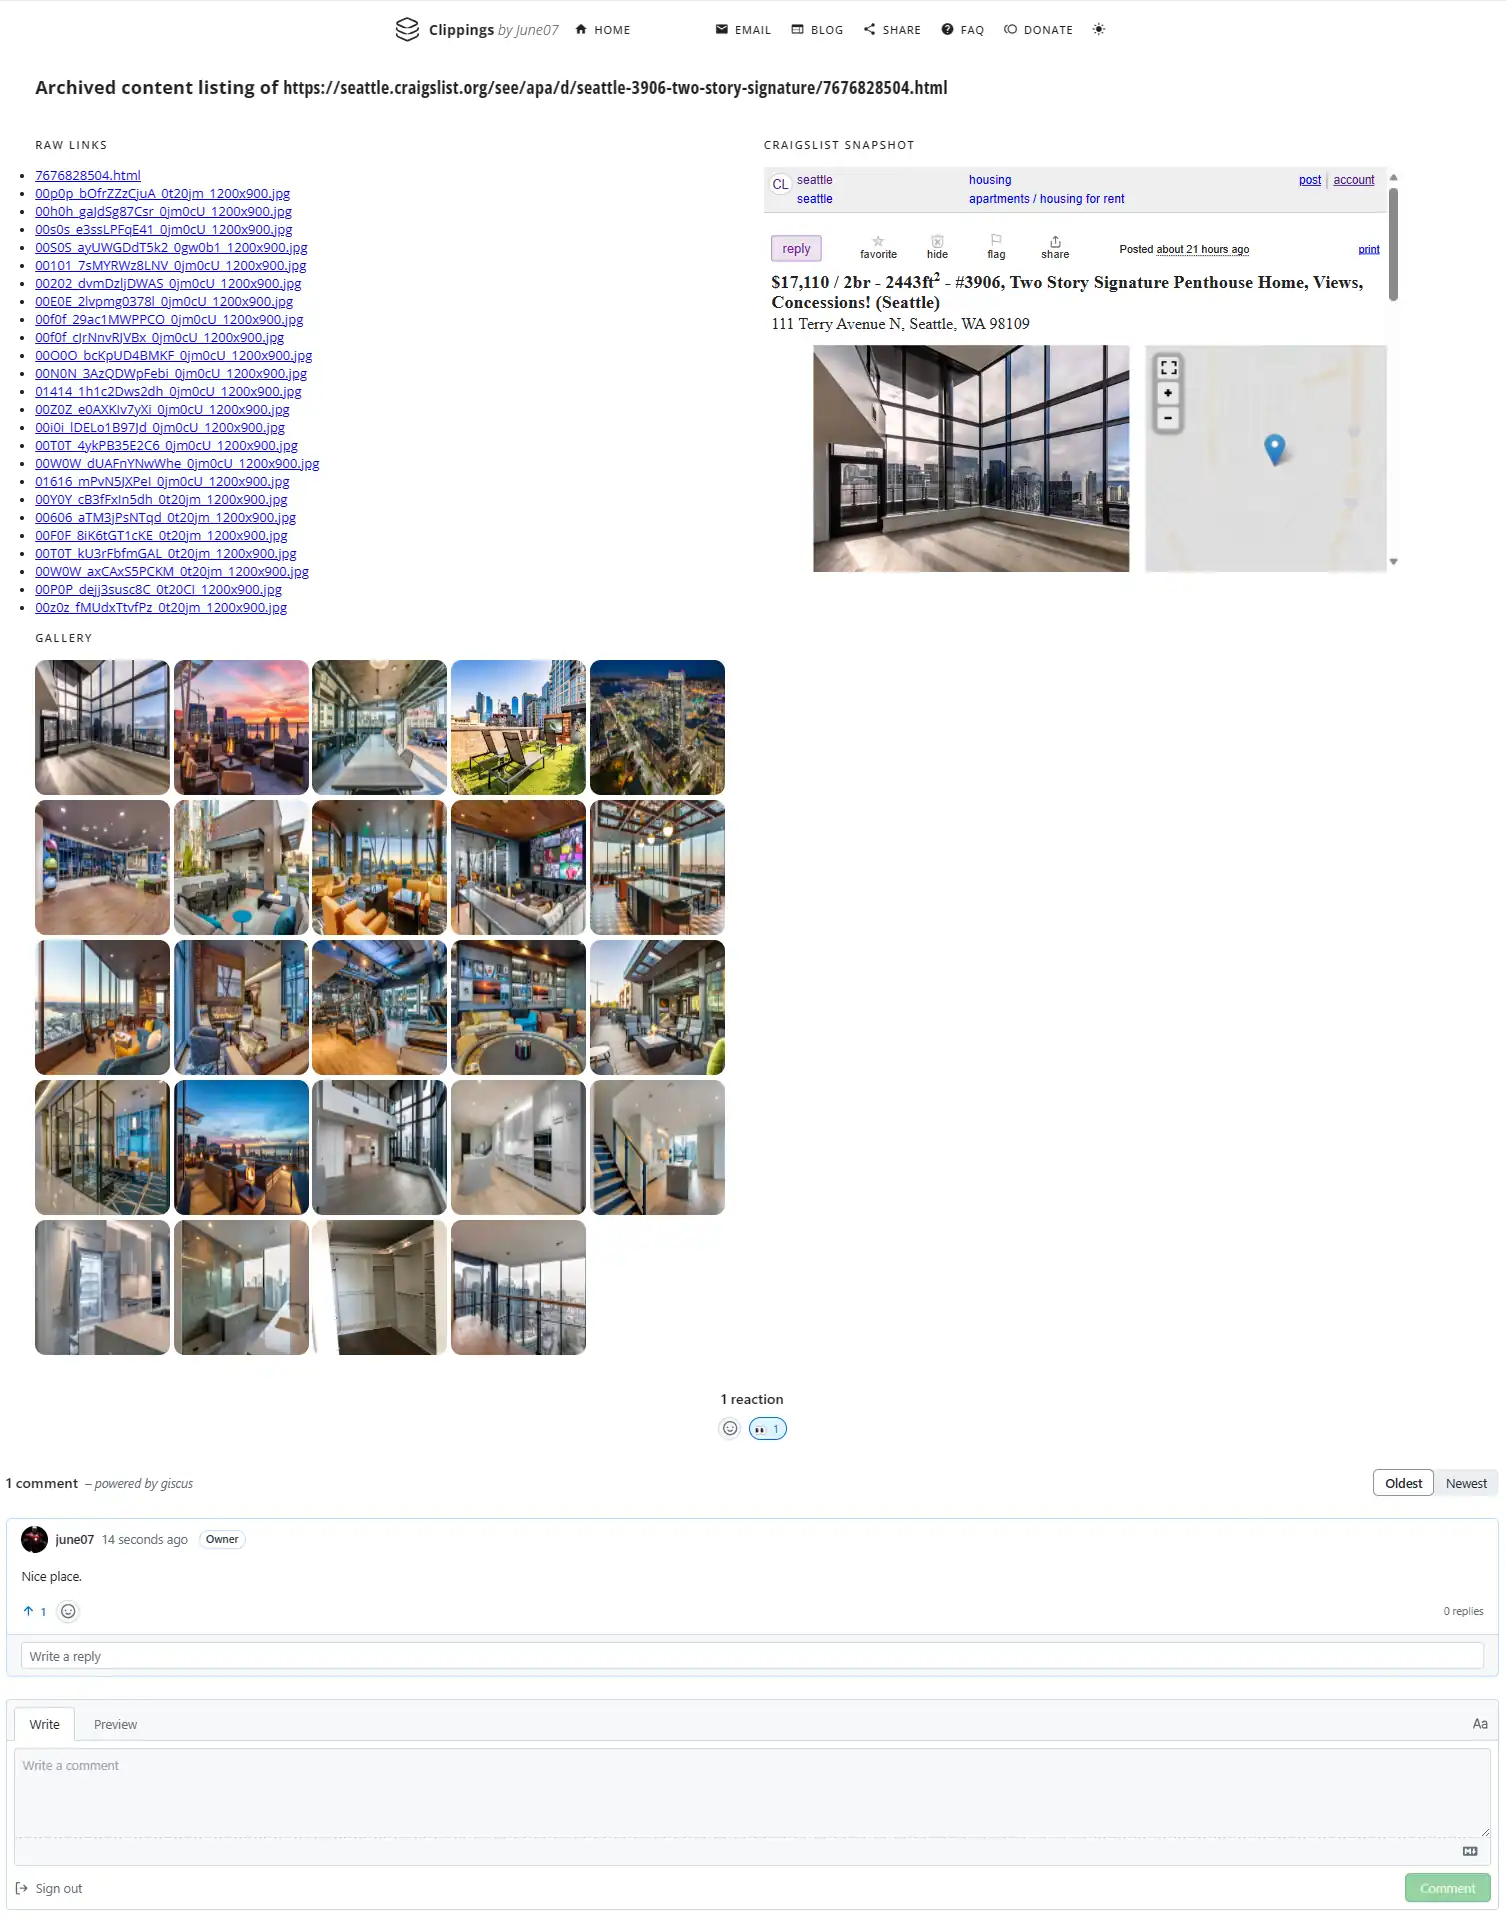 Clippings by June07 HOME EMAIL BLOG SHARE FAQ DONATE
Archived content listing of https://seattle.craigslist.org/see/apa/d/seattle-3906-two-story-signature/7676828504.html
RAW LINKS
7676828504.html
00p0p_bOfrZZzCjuA_0t20jm_1200x900.jpg
00h0h_gaJdSg87Csr_0jm0cU_1200x900.jpg
00s0s_e3ssLPFqE41_0jm0cU_1200x900.jpg
00S0S_ayUWGDdT5k2_0gw0b1_1200x900.jpg
00101_7sMYRWz8LNV_0jm0cU_1200x900.jpg
00202_dvmDzljDWAS_0jm0cU_1200x900.jpg
00E0E_2lvpmg0378l_0jm0cU_1200x900.jpg
00f0f_29ac1MWPPCO_0jm0cU_1200x900.jpg
00f0f_cJrNnvRJVBx_0jm0cU_1200x900.jpg
00O0O_bcKpUD4BMKF_0jm0cU_1200x900.jpg
00N0N_3AzQDWpFebi_0jm0cU_1200x900.jpg
01414_1h1c2Dws2dh_0jm0cU_1200x900.jpg
00Z0Z_e0AXKIv7yXi_0jm0cU_1200x900.jpg
00i0i_lDELo1B97Jd_0jm0cU_1200x900.jpg
00T0T_4ykPB35E2C6_0jm0cU_1200x900.jpg
00W0W_dUAFnYNwWhe_0jm0cU_1200x900.jpg
01616_mPvN5JXPeI_0jm0cU_1200x900.jpg
00Y0Y_cB3fFxIn5dh_0t20jm_1200x900.jpg
00606_aTM3jPsNTqd_0t20jm_1200x900.jpg
00F0F_8iK6tGT1cKE_0t20jm_1200x900.jpg
00T0T_kU3rFbfmGAL_0t20jm_1200x900.jpg
00W0W_axCAxS5PCKM_0t20jm_1200x900.jpg
00P0P_dejj3susc8C_0t20CI_1200x900.jpg
00z0z_fMUdxTtvfPz_0t20jm_1200x900.jpg
CRAIGSLIST SNAPSHOT
CL seattle housing post account
seattle apartments / housing for rent
reply favorite hide flag share Posted about 21 hours ago print
$17,110 / 2br - 2443ft² - #3906, Two Story Signature Penthouse Home, Views,
Concessions! (Seattle)
111 Terry Avenue N, Seattle, WA 98109
+
-
GALLERY
1 reaction
1
1 comment – powered by giscus Oldest Newest
june07 14 seconds ago Owner
Nice place.
1 0 replies
Write a reply
Write Preview Aa
Write a comment
Sign out Comment